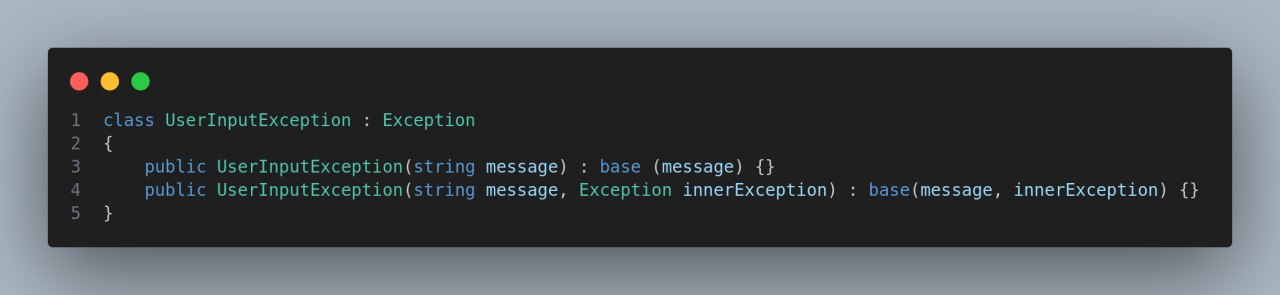 1 class UserInputException : Exception
2 {
3     public UserInputException(string message) : base (message) {}
4     public UserInputException(string message, Exception innerException) : base(message, innerException) {}
5 }